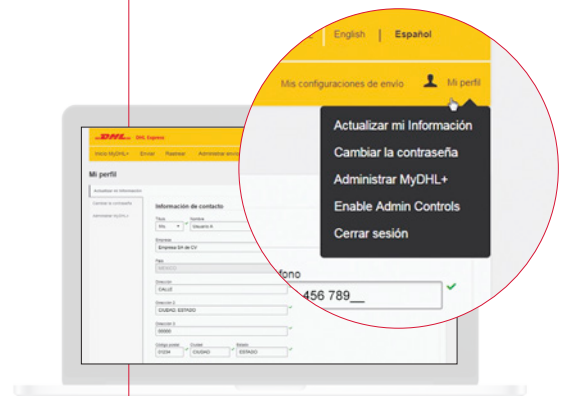 English | Español
Mis configuraciones de envío
Mi perfil
Actualizar mi Información
Cambiar la contraseña
Administrar MyDHL+
Enable Admin Controls
Cerrar sesión
fono
456 789__
DHL Express
Inicio MyDHL+ Enviar Rastrear Administrar
Mi perfil
Actualizar mi Información
Cambiar la contraseña
Administrar MyDHL+
Información de contacto
Título Nombre
Usuario A
Empresa
Empresa SA de CV
País
MÉXICO
Dirección
CALLE
Dirección 2
CIUDAD, ESTADO
Dirección 3
00000
Código postal Ciudad Estado
01234 CIUDAD ESTADO